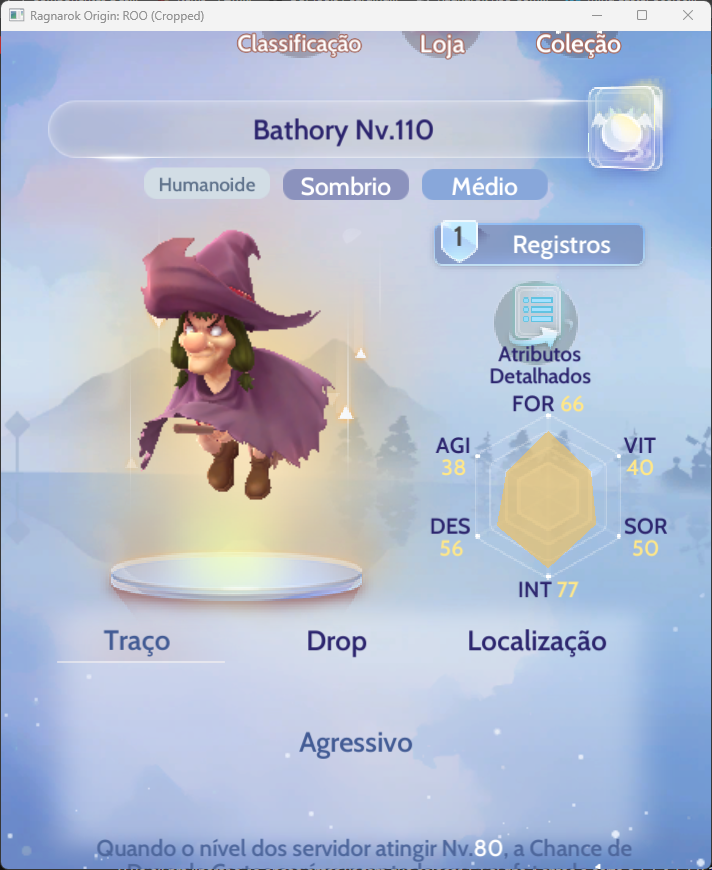 Ragnarok Origin: ROO (Cropped)
Classificação
Loja
Coleção
Bathory Nv.110
Humanoide
Sombrio
Médio
1
Registros
Atributos
Detalhados
FOR 66
AGI
38
VIT
40
DES
56
SOR
50
INT 77
Traço
Drop
Localização
Agressivo
Quando o nível dos servidor atingir Nv.80, a Chance de